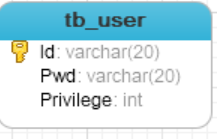 tb_user
Id: varchar(20)
Pwd: varchar(20)
Privilege: int